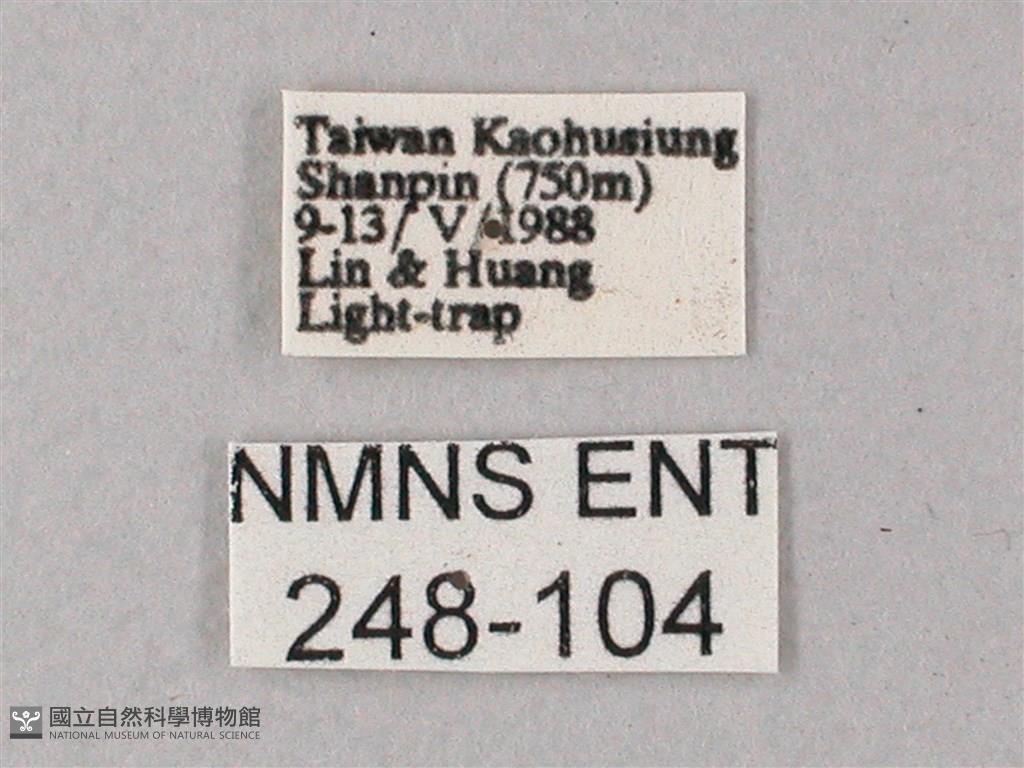 Taiwan Kaohusiung
Shanpin (750m)
9-13/ V/1988
Lin & Huang
Light-trap
NMNS ENT
248-104
國立自然科學博物館
NATIONAL MUSEUM OF NATURAL SCIENCE